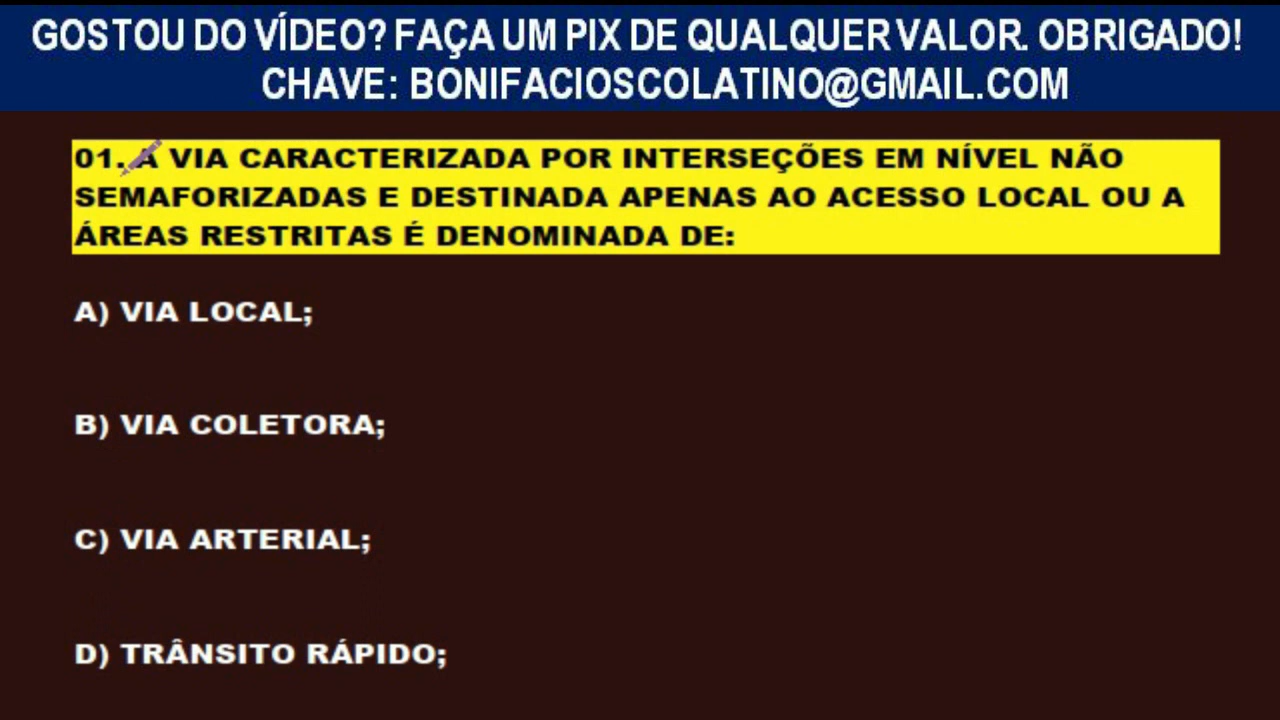 GOSTOU DO VÍDEO? FAÇA UM PIX DE QUALQUER VALOR. OBRIGADO!
CHAVE: BONIFACIOSCOLATINO@GMAIL.COM
01. A VIA CARACTERIZADA POR INTERSEÇÕES EM NÍVEL NÃO
SEMAFORIZADAS E DESTINADA APENAS AO ACESSO LOCAL OU A
ÁREAS RESTRITAS É DENOMINADA DE:
A) VIA LOCAL;
B) VIA COLETORA;
C) VIA ARTERIAL;
D) TRÂNSITO RÁPIDO;